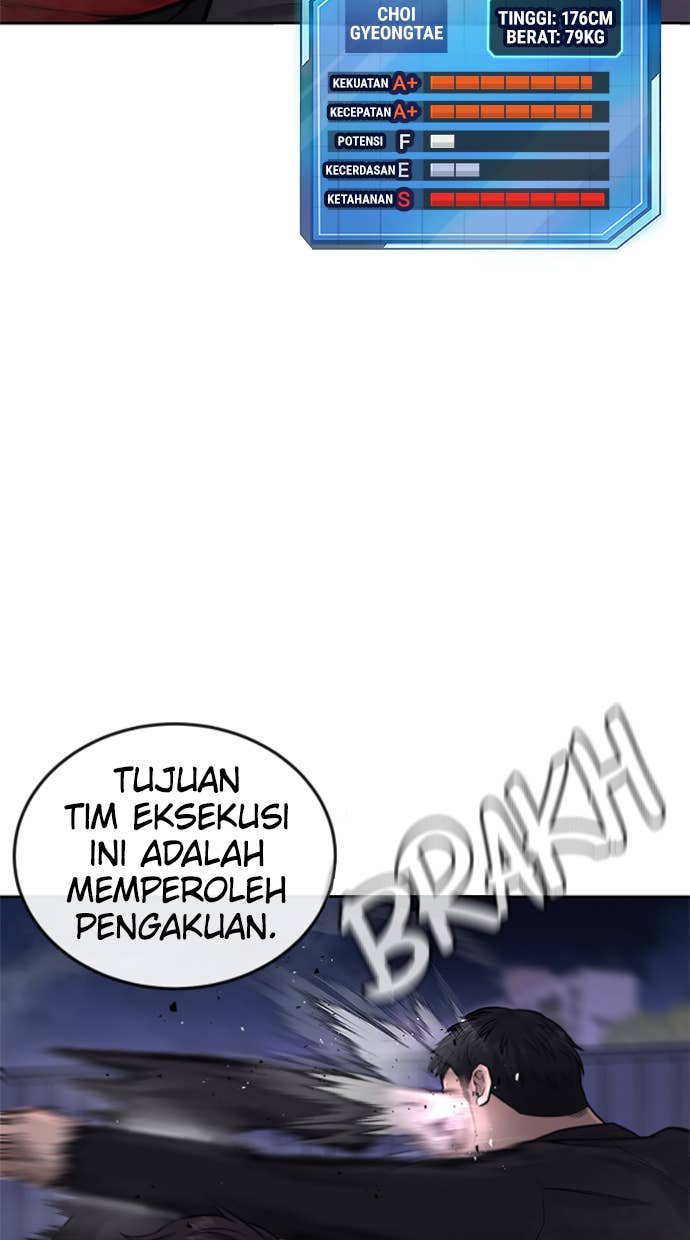 CHOI
GYEONGTAE
TINGGI: 176CM
BERAT: 79KG
KEKUATAN A+
KECEPATAN A+
POTENSI F
KECERDASAN E
KETAHANAN S
TUJUAN
TIM EKSEKUSI
INI ADALAH
MEMPEROLEH
PENGAKUAN.
BRAKH